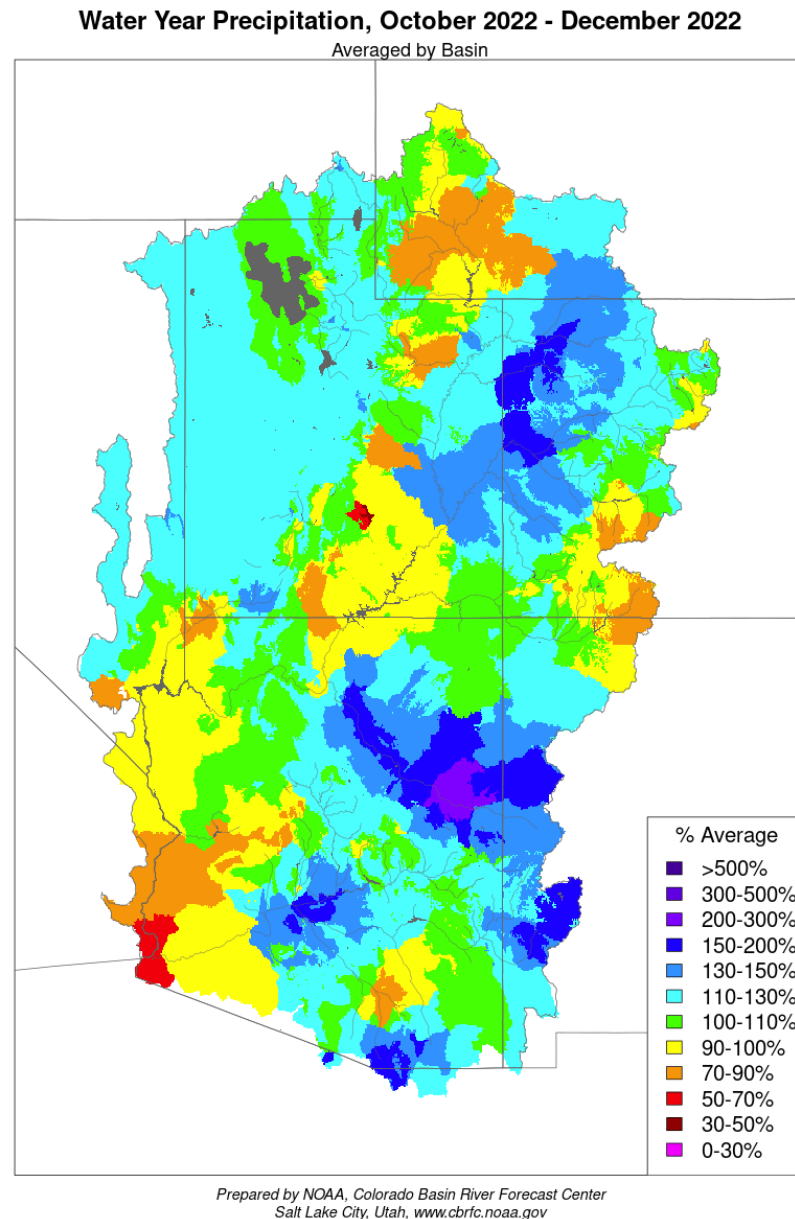 Water Year Precipitation, October 2022 - December 2022
Averaged by Basin
% Average
>500%
300-500%
200-300%
150-200%
130-150%
110-130%
100-110%
90-100%
70-90%
50-70%
30-50%
0-30%
Prepared by NOAA, Colorado Basin River Forecast Center
Salt Lake City, Utah, www.cbrfc.noaa.gov